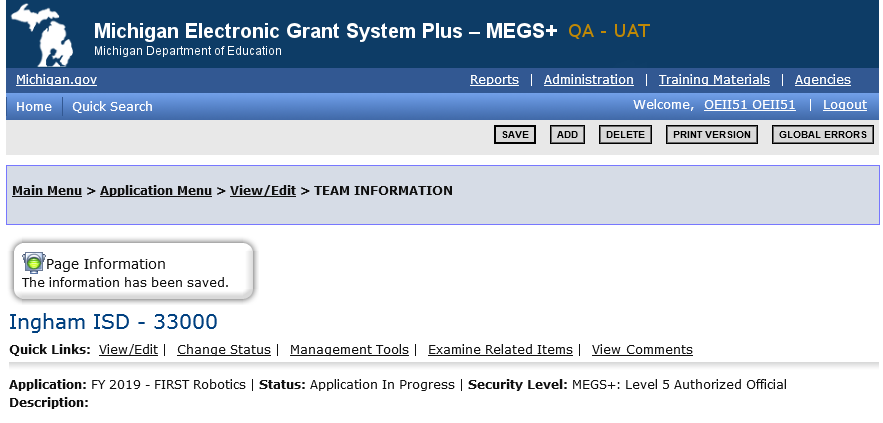 Michigan Electronic Grant System Plus – MEGS+ QA - UAT
Michigan Department of Education
Michigan.gov Reports | Administration | Training Materials | Agencies
Home Quick Search Welcome, OEII51 OEII51 | Logout
SAVE ADD DELETE PRINT VERSION GLOBAL ERRORS
Main Menu > Application Menu > View/Edit > TEAM INFORMATION
Page Information
The information has been saved.
Ingham ISD - 33000
Quick Links: View/Edit | Change Status | Management Tools | Examine Related Items | View Comments
Application: FY 2019 - FIRST Robotics | Status: Application In Progress | Security Level: MEGS+: Level 5 Authorized Official
Description: